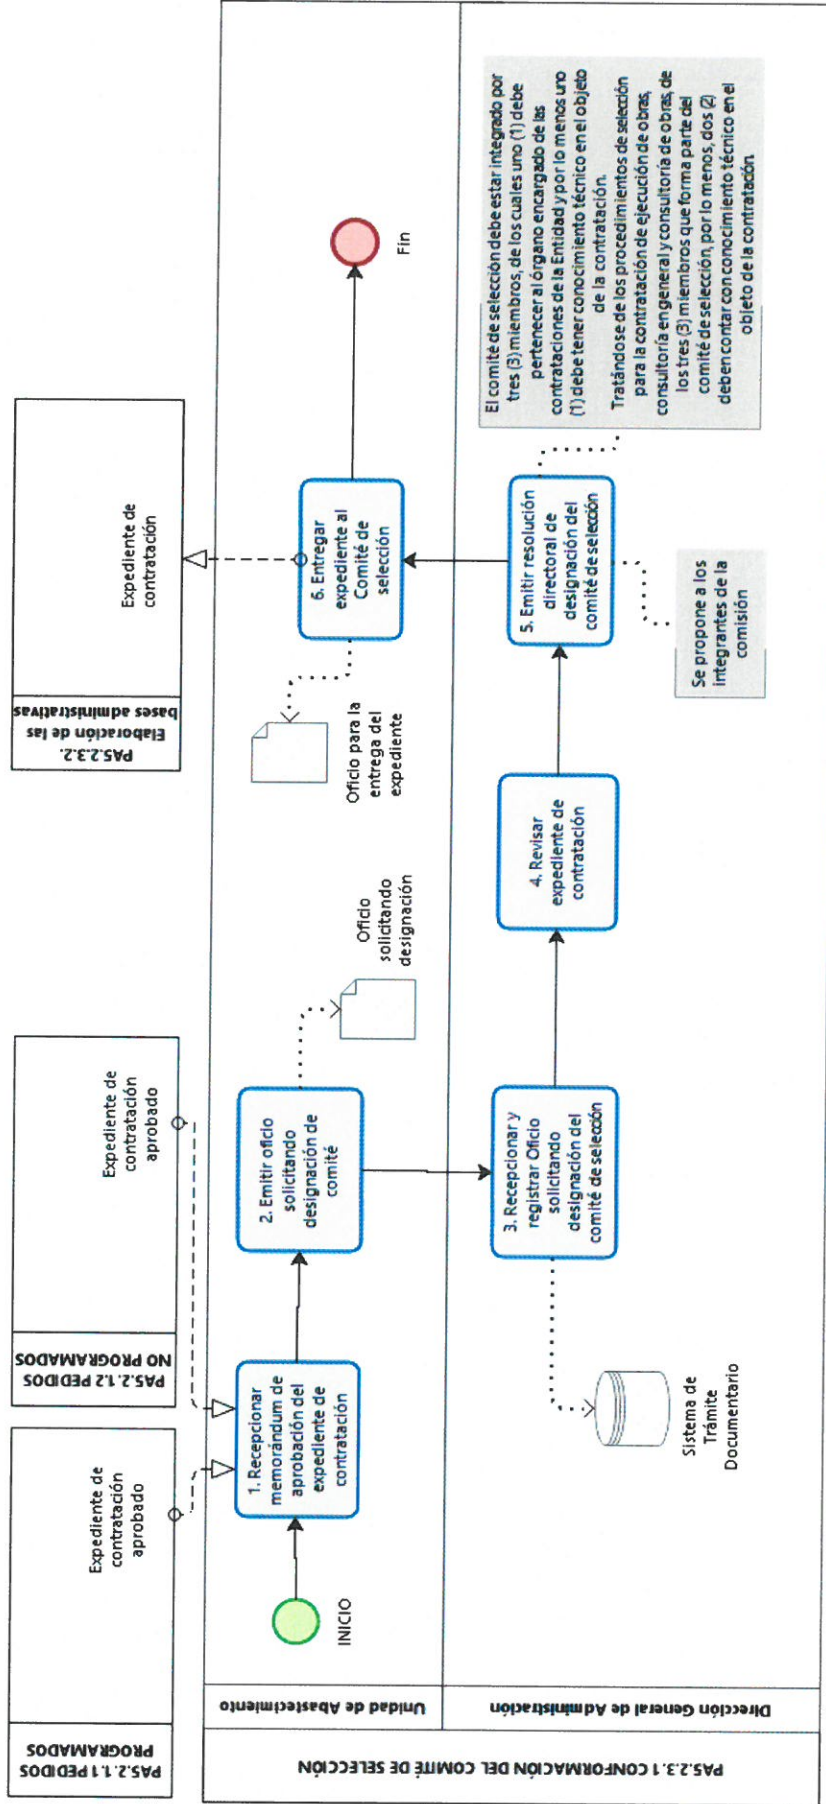 PA5.2.1.1 PEDIDOS
PROGRAMADOS
Expediente de
contratación
aprobado
PA5.2.1.2 PEDIDOS
NO PROGRAMADOS
Expediente de
contratación
aprobado
PA5.2.3.2.
Elaboración de las
bases administrativas
Expediente de
contratación
PA5.2.3.1 CONFORMACIÓN DEL COMITÉ DE SELECCIÓN
Unidad de Abastecimiento
INICIO
1. Recepcionar
memorándum de
aprobación del
expediente de
contratación
2. Emitir oficio
solicitando
designación de
comité
Oficio
solicitando
designación
Oficio para la
entrega del
expediente
6. Entregar
expediente al
Comité de
selección
Fin
Dirección General de Administración
Sistema de
Trámite
Documentario
3. Recepcionar y
registrar Oficio
solicitando
designación del
comité de selección
4. Revisar
expediente de
contratación
5. Emitir resolución
directoral de
designación del
comité de selección
Se propone a los
integrantes de la
comisión
El comité de selección debe estar integrado por
tres (3) miembros, de los cuales uno (1) debe
pertenecer al órgano encargado de las
contrataciones de la Entidad y por lo menos uno
(1) debe tener conocimiento técnico en el objeto
de la contratación.
Tratándose de los procedimientos de selección
para la contratación de ejecución de obras,
consultoría en general y consultoría de obras, de
los tres (3) miembros que forma parte del
comité de selección, por lo menos, dos (2)
deben contar con conocimiento técnico en el
objeto de la contratación.